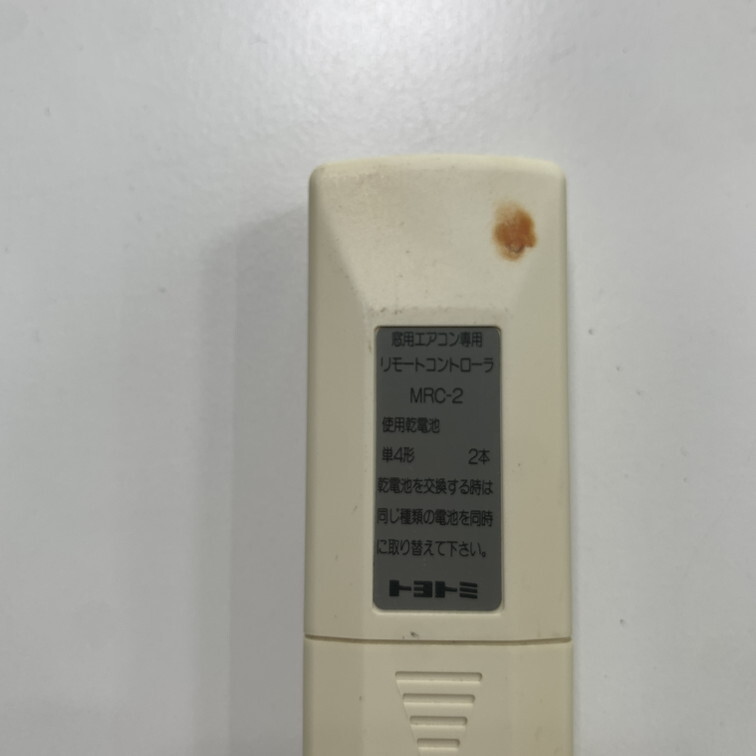 窓用エアコン専用
リモートコントローラ
MRC-2
使用乾電池
単4形 2本
乾電池を交換する時は
同じ種類の電池を同時
に取り替えて下さい。
トヨトミ